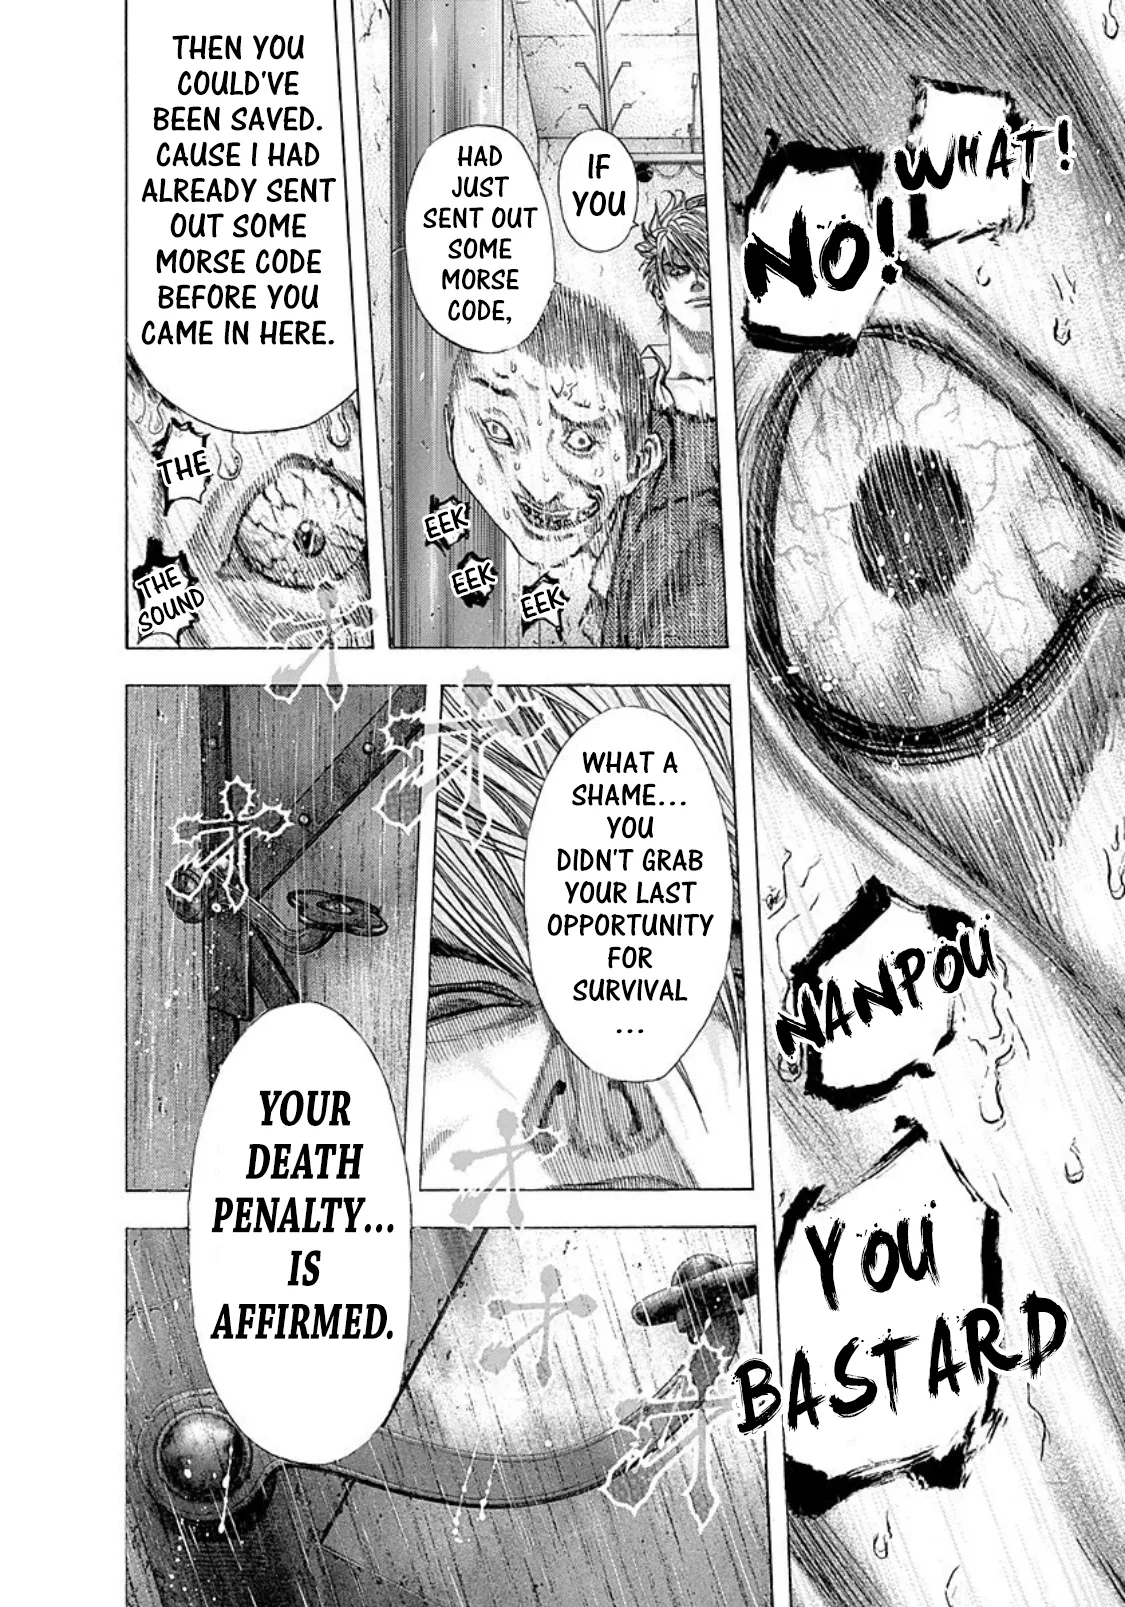 WHAT!
NO!
NANPOU
YOU
BASTARD
IF
YOU
HAD
JUST
SENT OUT
SOME
MORSE
CODE,
EEK
EEK
EEK
THEN YOU
COULD'VE
BEEN SAVED.
CAUSE I HAD
ALREADY SENT
OUT SOME
MORSE CODE
BEFORE YOU
CAME IN HERE.
THE
THE
SOUND
WHAT A
SHAME...
YOU
DIDN'T GRAB
YOUR LAST
OPPORTUNITY
FOR
SURVIVAL
...
YOUR
DEATH
PENALTY...
IS
AFFIRMED.